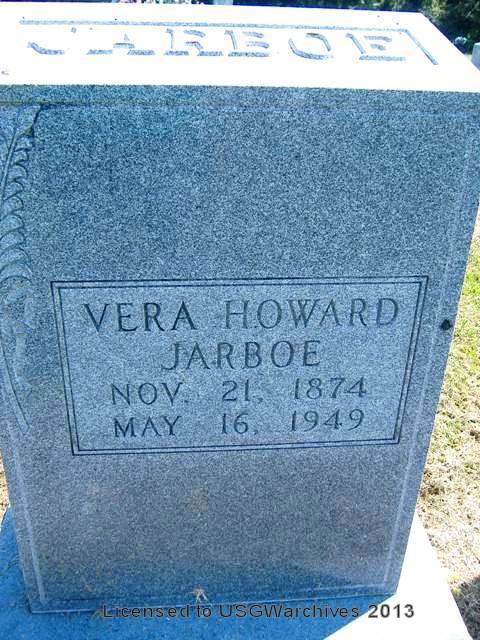 JARBOE
VERA HOWARD
JARBOE
NOV. 21, 1874
MAY 16, 1949
Licensed to USGWarchives 2013